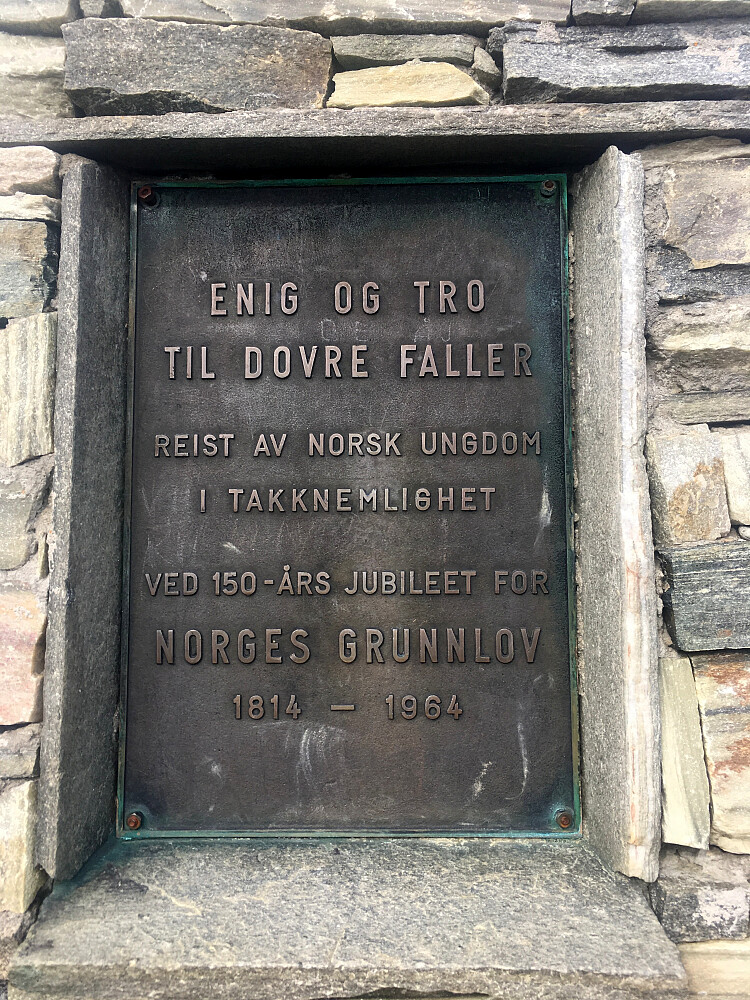 ENIG OG TRO
TIL DOVRE FALLER
REIST AV NORSK UNGDOM
I TAKKNEMLIGHET
VED 150-ÅRS JUBILEET FOR
NORGES GRUNNLOV
1814 — 1964